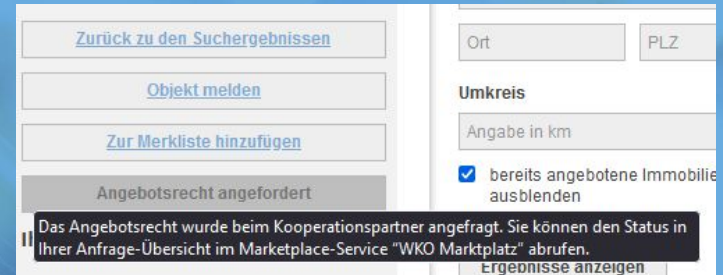 Zurück zu den Suchergebnissen
Objekt melden
Zur Merkliste hinzufügen
Angebotsrecht angefordert
Das Angebotsrecht wurde beim Kooperationspartner angefragt. Sie können den Status in
Ihrer Anfrage-Übersicht im Marketplace-Service "WKO Marktplatz" abrufen.
Ort
PLZ
Umkreis
Angabe in km
bereits angebotene Immobilie
ausblenden
Ergebnisse anzeigen